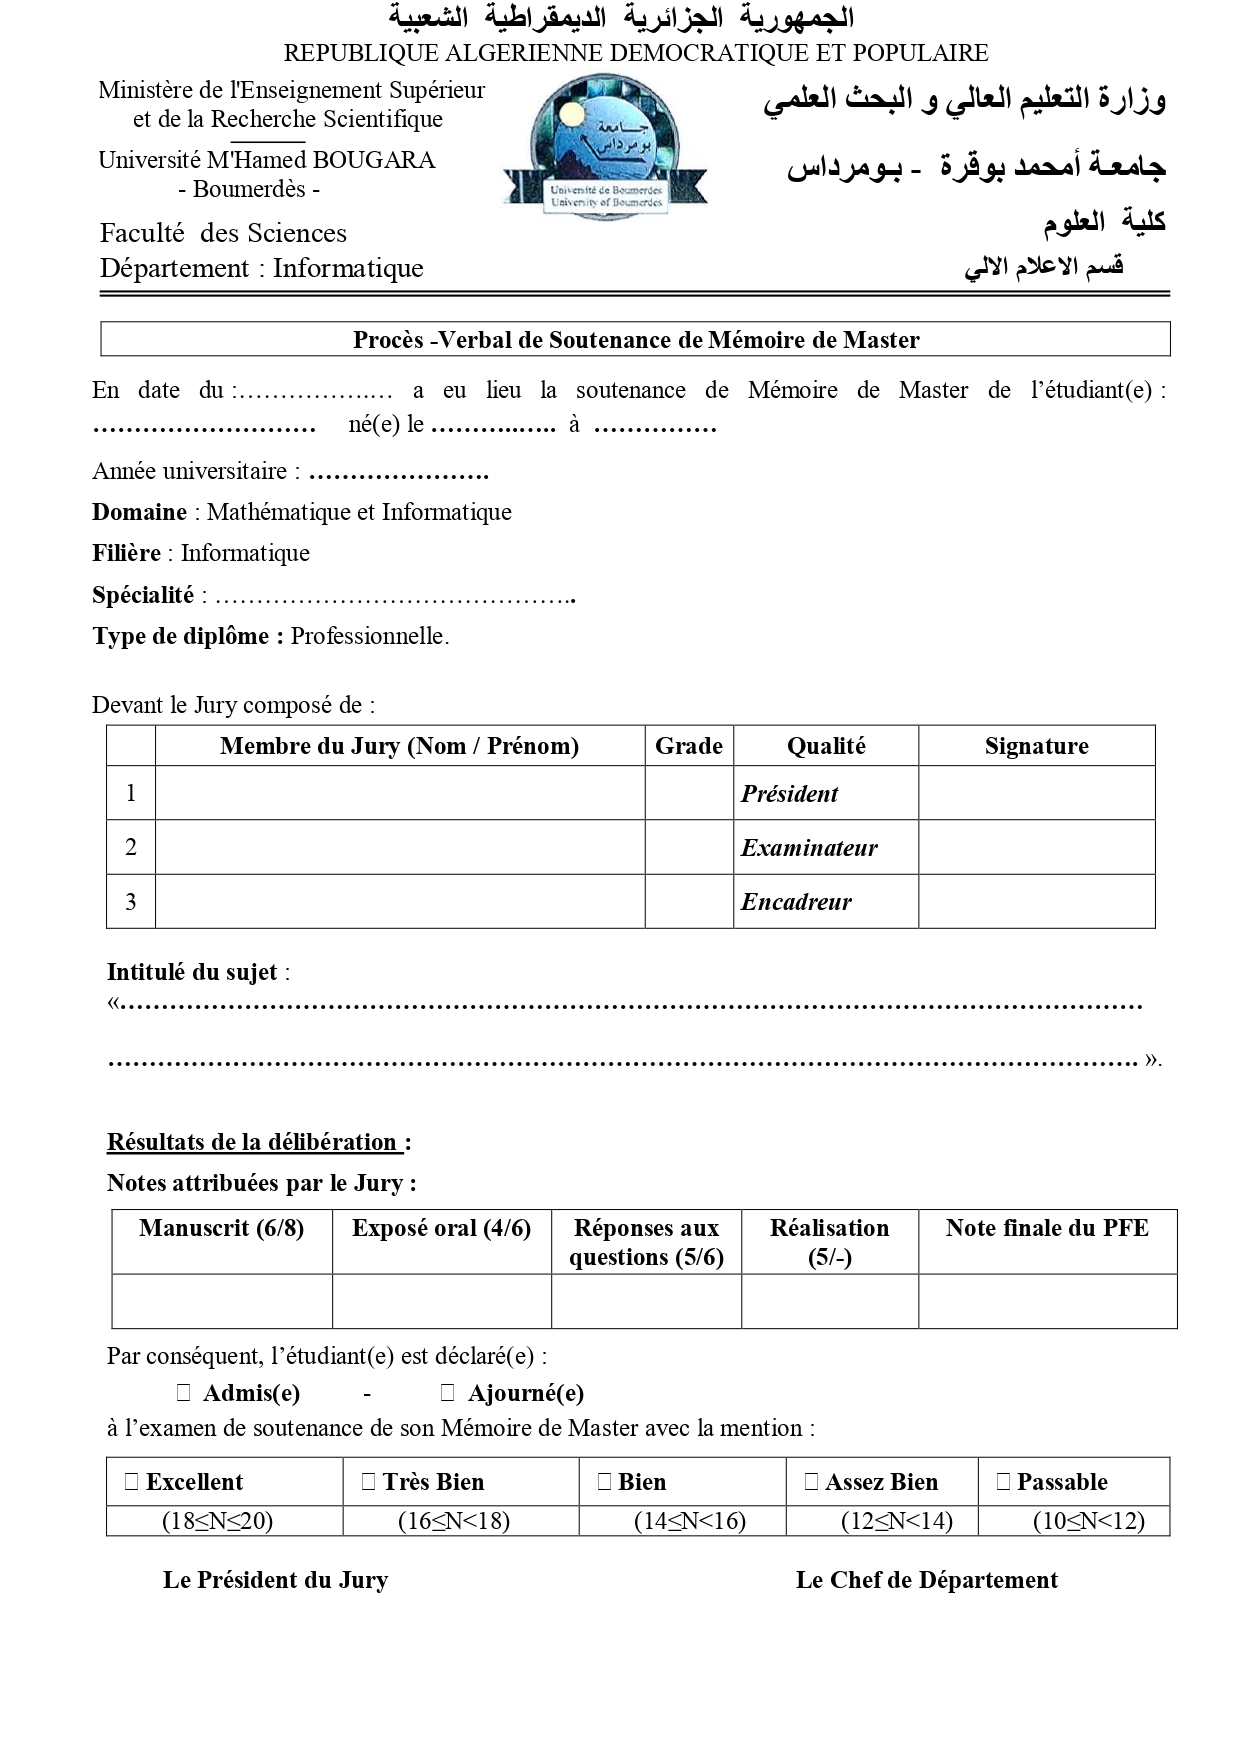 الجمهورية الجزائرية الديمقراطية الشعبية
REPUBLIQUE ALGERIENNE DEMOCRATIQUE ET POPULAIRE
Ministère de l'Enseignement Supérieur
et de la Recherche Scientifique
Université M'Hamed BOUGARA
- Boumerdès -
Faculté des Sciences
Département : Informatique
جامعة
بومرداس
Université de Boumerdes
University of Boumerdes
وزارة التعليم العالي و البحث العلمي
جامعـة أمحمد بوقرة - بـومرداس
كلية العلوم
قسم الاعلام الالي
Procès -Verbal de Soutenance de Mémoire de Master
En date du :…………….… a eu lieu la soutenance de Mémoire de Master de l’étudiant(e) :
……………………… né(e) le ………..….. à ……………
Année universitaire : ………………….
Domaine : Mathématique et Informatique
Filière : Informatique
Spécialité : ……………………………………..
Type de diplôme : Professionnelle.
Devant le Jury composé de :
Membre du Jury (Nom / Prénom) Grade Qualité Signature
1 Président
2 Examinateur
3 Encadreur
Intitulé du sujet :
«……………………………………………………………………………………………………………
……………………………………………………………………………………………………………. ».
Résultats de la délibération :
Notes attribuées par le Jury :
Manuscrit (6/8) Exposé oral (4/6) Réponses aux questions (5/6) Réalisation (5/-) Note finale du PFE
Par conséquent, l’étudiant(e) est déclaré(e) :
□ Admis(e) - □ Ajourné(e)
à l’examen de soutenance de son Mémoire de Master avec la mention :
□ Excellent □ Très Bien □ Bien □ Assez Bien □ Passable
(18≤N≤20) (16≤N<18) (14≤N<16) (12≤N<14) (10≤N<12)
Le Président du Jury Le Chef de Département